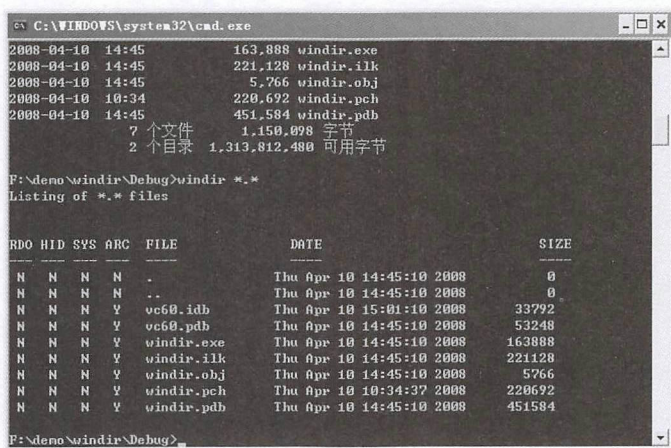 C:\WINDOWS\system32\cmd.exe
2008-04-10  14:45           163,888 windir.exe
2008-04-10  14:45           221,128 windir.ilk
2008-04-10  14:45             5,766 windir.obj
2008-04-10  10:34           220,692 windir.pch
2008-04-10  14:45           451,584 windir.pdb
7 个文件      1,150,098 字节
2 个目录  1,313,812,480 可用字节
F:\demo\windir\Debug>windir *.*
Listing of *.* files
RDO HID SYS ARC  FILE  DATE  SIZE
---  ---  ---  ---  ----  ----  ----
N  N  N  N  .  Thu Apr 10 14:45:10 2008  0
N  N  N  N  ..  Thu Apr 10 14:45:10 2008  0
N  N  N  Y  vc60.idb  Thu Apr 10 15:01:10 2008  33792
N  N  N  Y  vc60.pdb  Thu Apr 10 14:45:10 2008  53248
N  N  N  Y  windir.exe  Thu Apr 10 14:45:10 2008  163888
N  N  N  Y  windir.ilk  Thu Apr 10 14:45:10 2008  221128
N  N  N  Y  windir.obj  Thu Apr 10 14:45:10 2008  5766
N  N  N  Y  windir.pch  Thu Apr 10 10:34:37 2008  220692
N  N  N  Y  windir.pdb  Thu Apr 10 14:45:10 2008  451584
F:\demo\windir\Debug>_